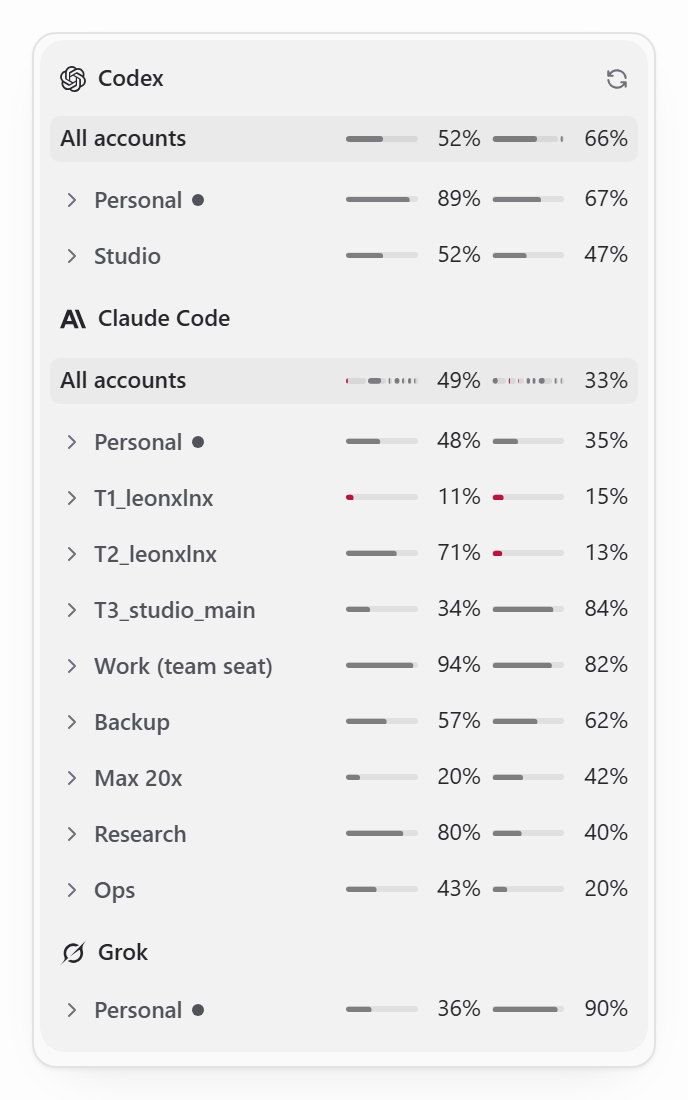 Codex
All accounts 52% 66%
Personal 89% 67%
Studio 52% 47%
Claude Code
All accounts 49% 33%
Personal 48% 35%
T1_leonxlnx 11% 15%
T2_leonxlnx 71% 13%
T3_studio_main 34% 84%
Work (team seat) 94% 82%
Backup 57% 62%
Max 20x 20% 42%
Research 80% 40%
Ops 43% 20%
Grok
Personal 36% 90%